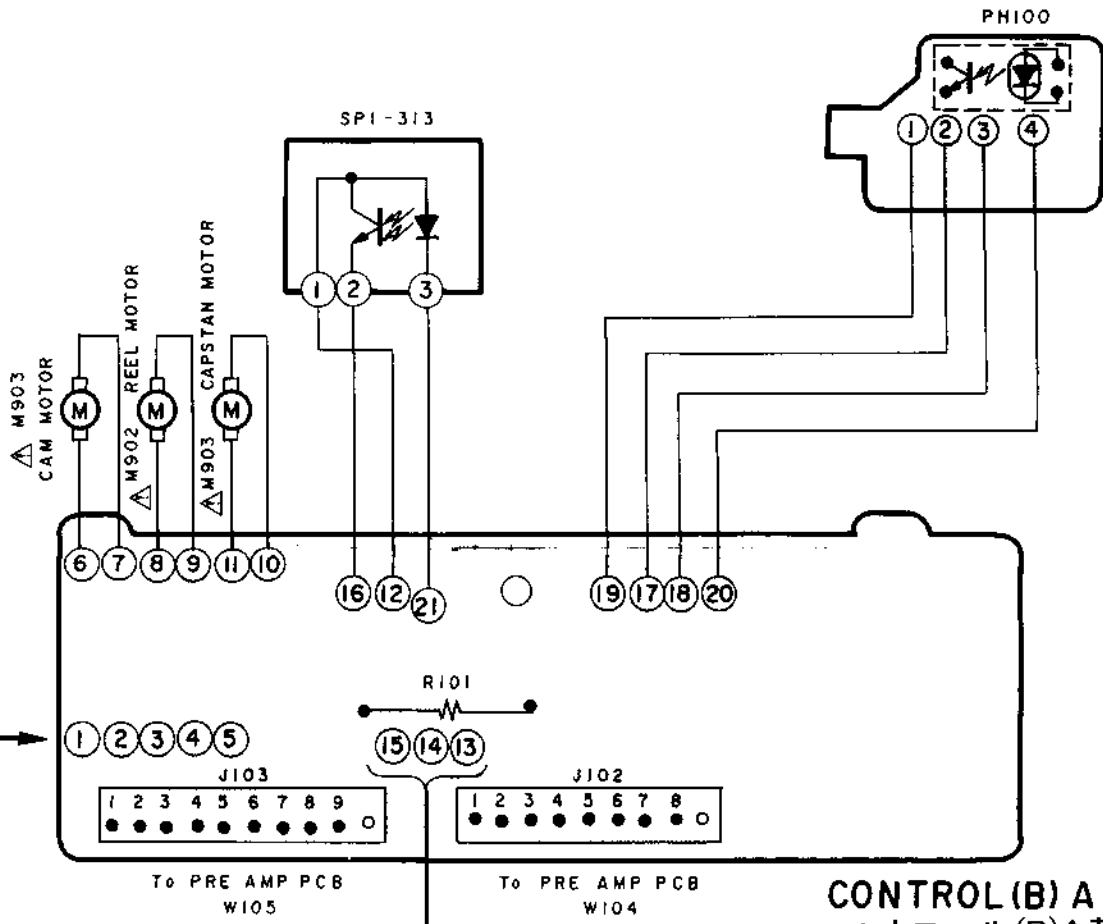 PH100
1 2 3 4
SPI-313
1 2 3
⚠ M903
CAM MOTOR
⚠ M902 REEL MOTOR
⚠ M903 CAPSTAN MOTOR
M M M
6 7 8 9 11 10
16 12 21
19 17 18 20
R101
1 2 3 4 5
15 14 13
J103
1 2 3 4 5 6 7 8 9
J102
1 2 3 4 5 6 7 8
To PRE AMP PCB
W105
To PRE AMP PCB
W104
CONTROL (B) A